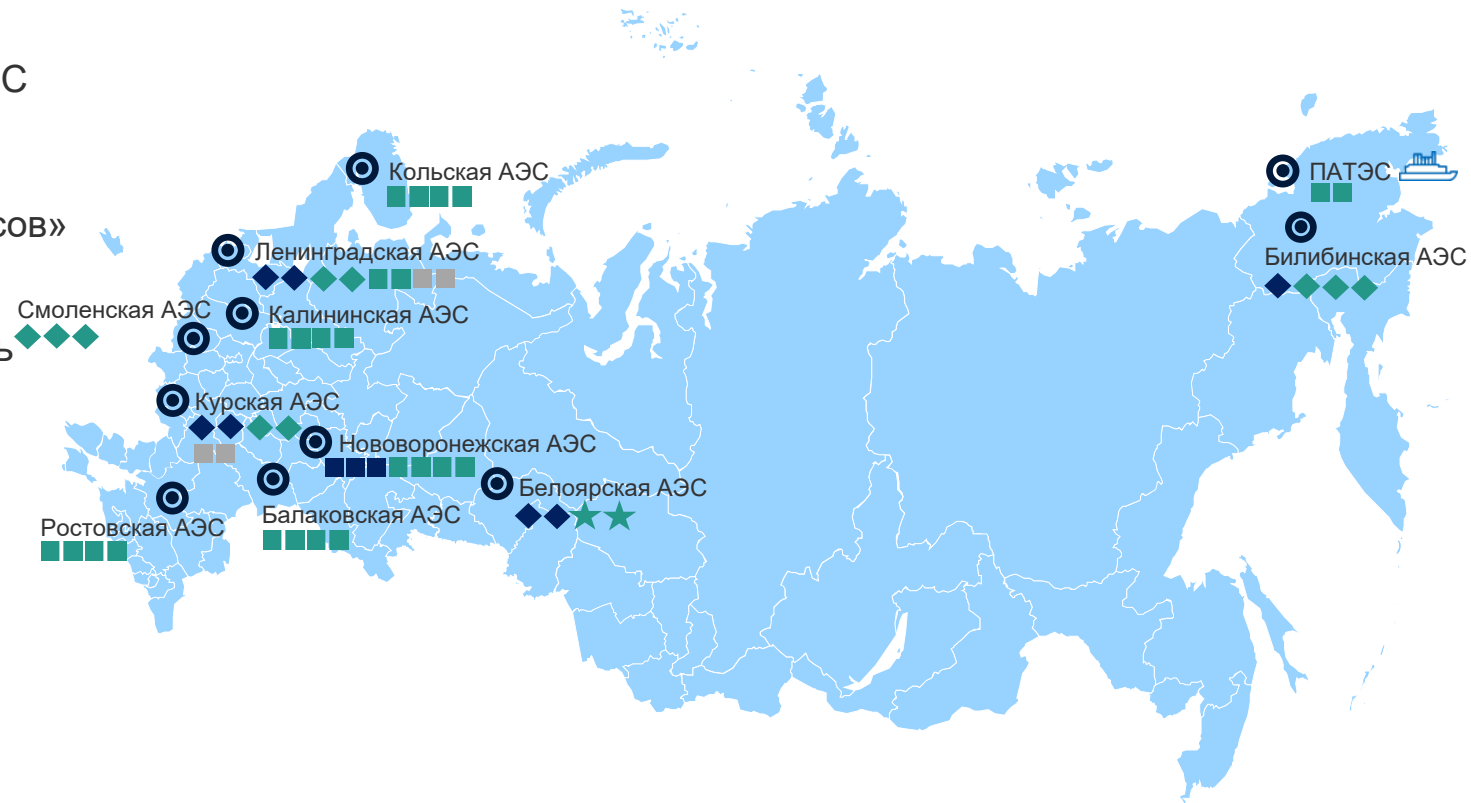 С
Кольская АЭС
ПАТЭС
сов»
Ленинградская АЭС
Билибинская АЭС
Смоленская АЭС
Калининская АЭС
ь
Курская АЭС
Нововоронежская АЭС
Белоярская АЭС
Балаковская АЭС
Ростовская АЭС